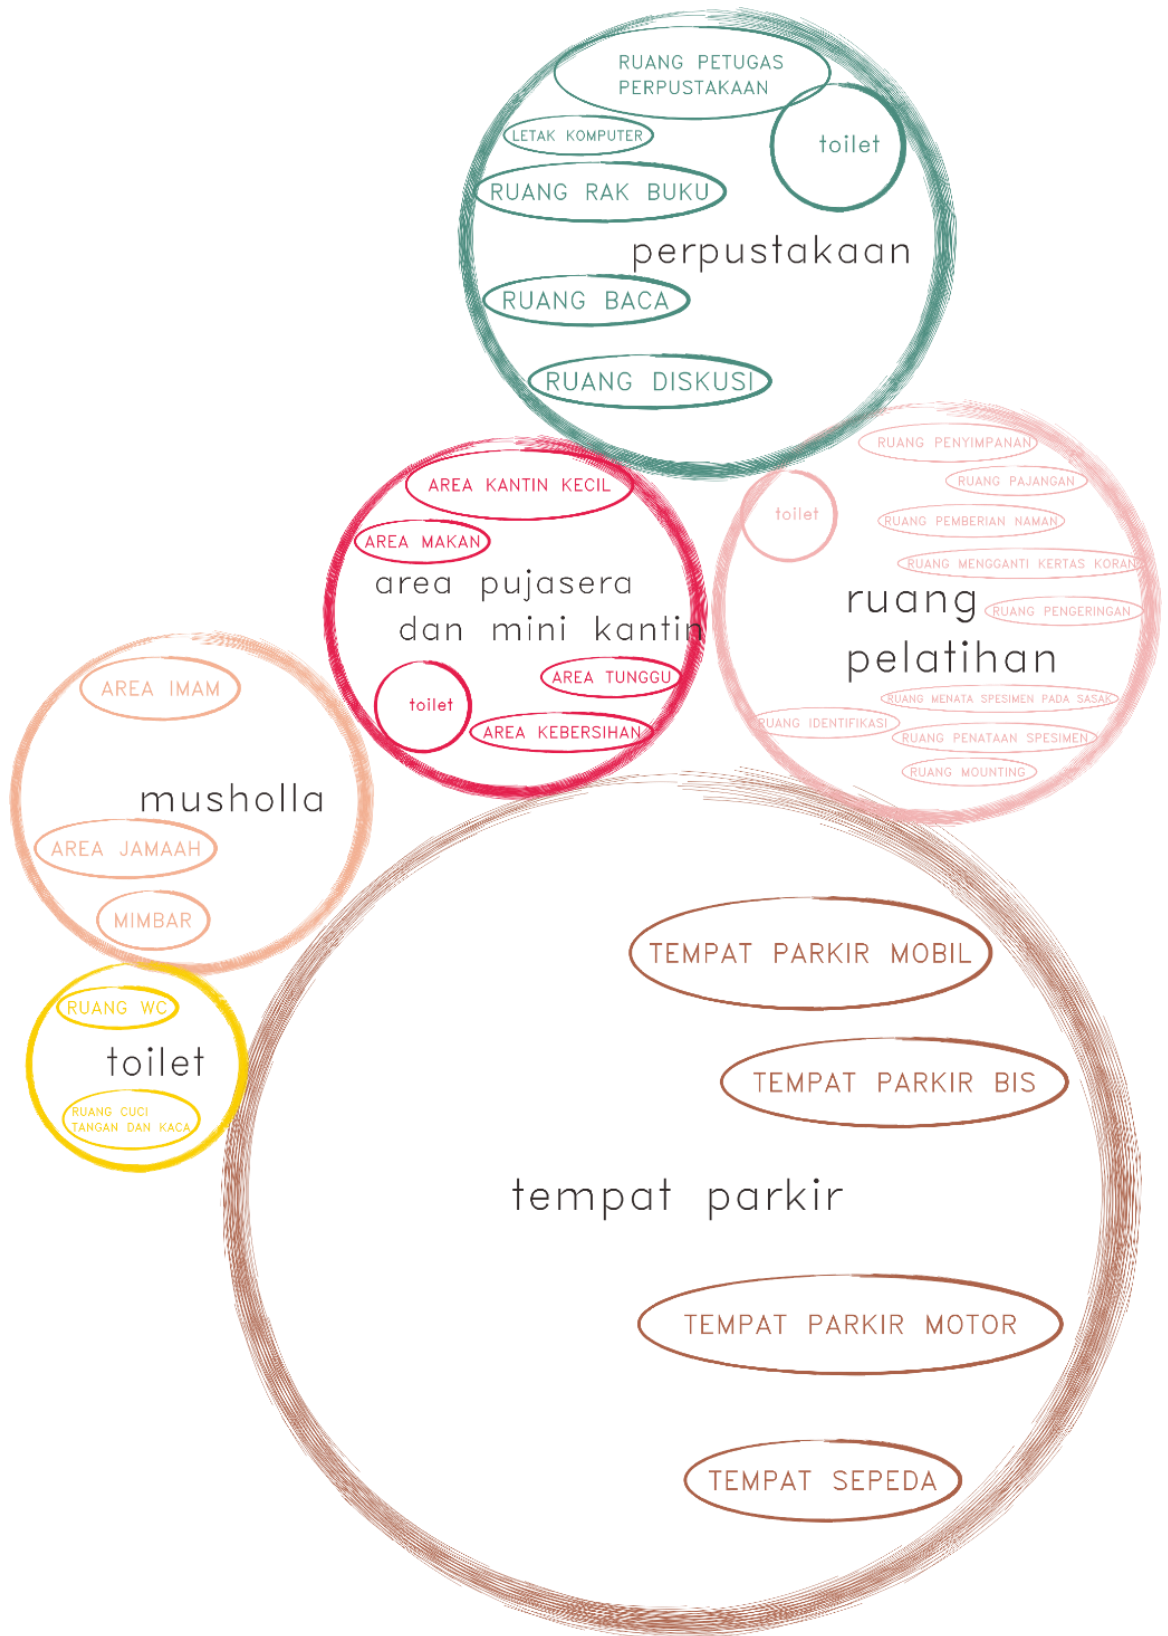 RUANG PETUGAS
PERPUSTAKAAN
LETAK KOMPUTER
toilet
RUANG RAK BUKU
perpustakaan
RUANG BACA
RUANG DISKUSI
AREA KANTIN KECIL
AREA MAKAN
area pujasera
dan mini kantin
AREA TUNGGU
toilet
AREA KEBERSIHAN
RUANG PENYIMPANAN
RUANG PAJANGAN
toilet
RUANG PEMBERIAN NAMAN
RUANG MENGGANTI KERTAS KORAN
ruang
RUANG PENGERINGAN
pelatihan
RUANG MENATA SPESIMEN PADA SASAK
RUANG IDENTIFIKASI
RUANG PENATAAN SPESIMEN
RUANG MOUNTING
AREA IMAM
musholla
AREA JAMAAH
MIMBAR
RUANG WC
toilet
RUANG CUCI
TANGAN DAN KACA
TEMPAT PARKIR MOBIL
TEMPAT PARKIR BIS
tempat parkir
TEMPAT PARKIR MOTOR
TEMPAT SEPEDA